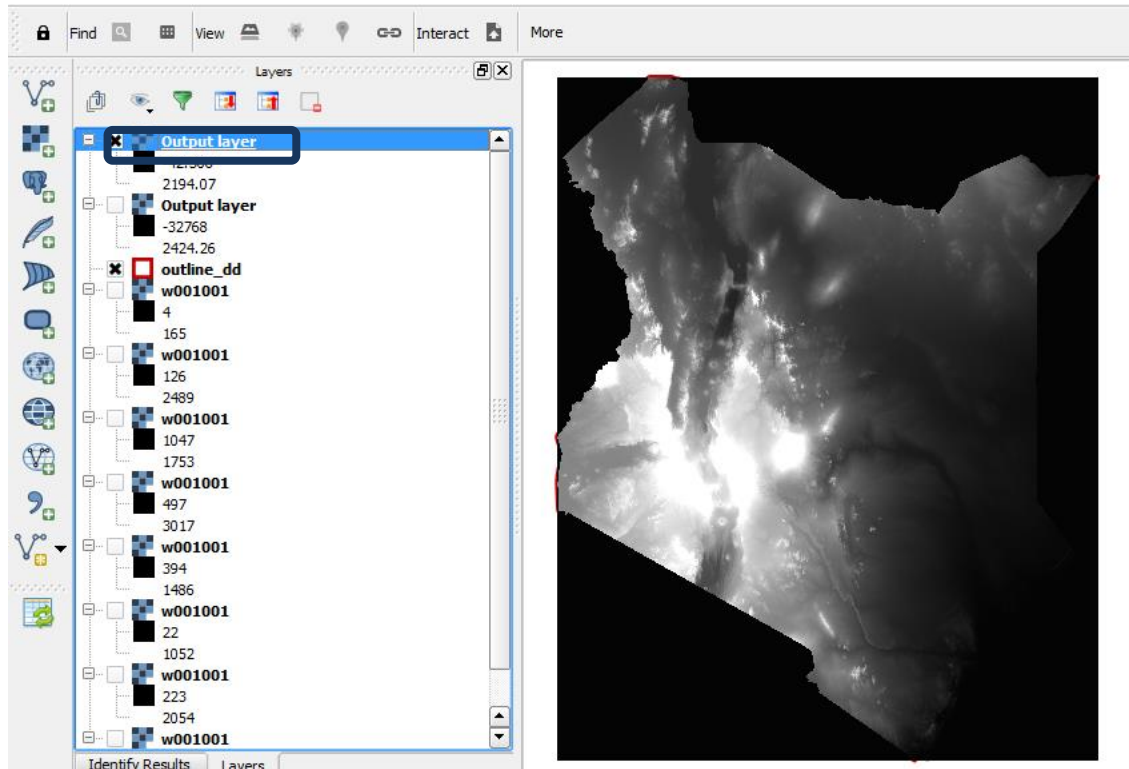 Find View Interact More
Layers
Output layer
2194.07
Output layer
-32768
2424.26
outline_dd
w001001
4
165
w001001
126
2489
w001001
1047
1753
w001001
497
3017
w001001
394
1486
w001001
22
1052
w001001
223
2054
w001001
Identify Results Layers